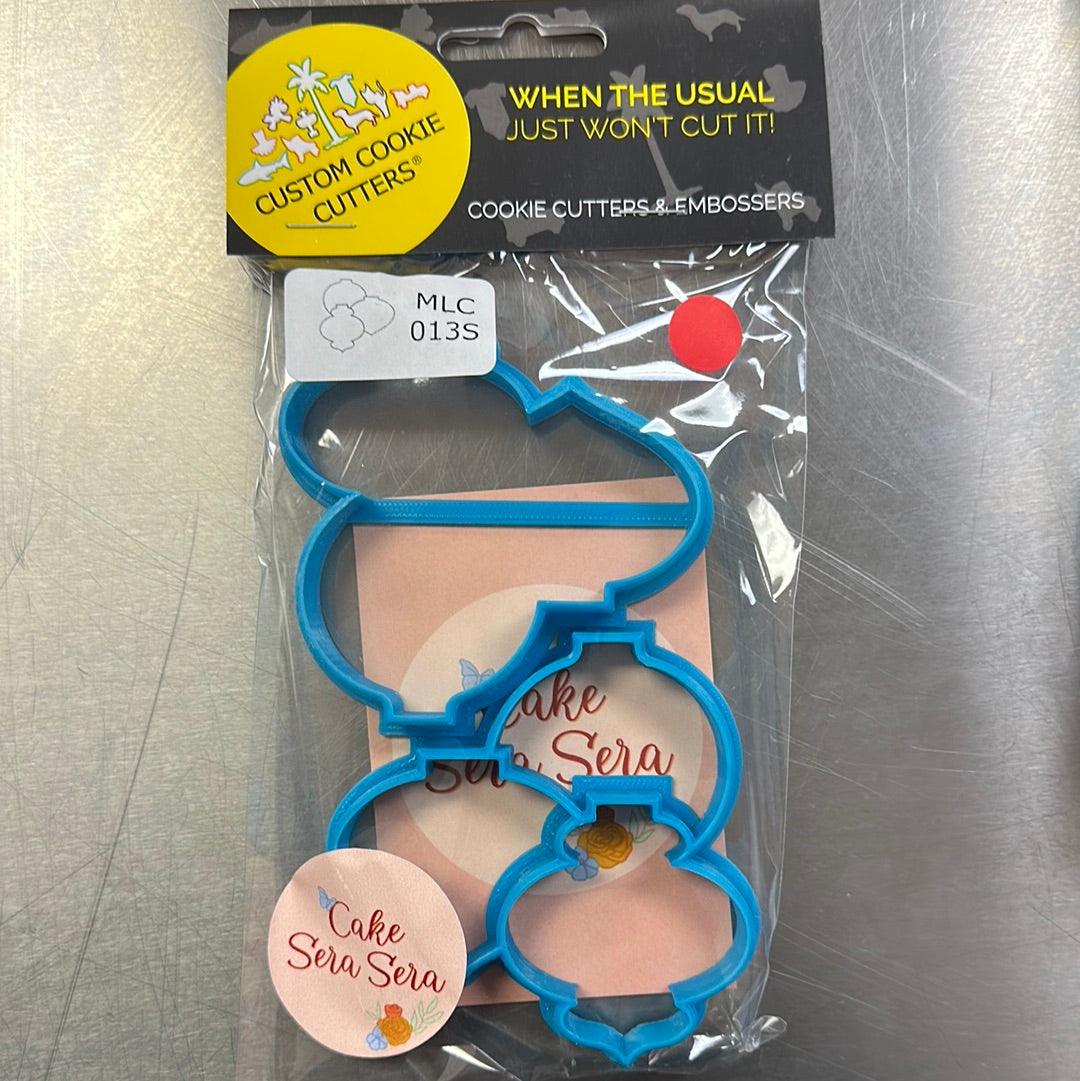 WHEN THE USUAL
JUST WON'T CUT IT!
CUSTOM COOKIE
CUTTERS®
COOKIE CUTTERS & EMBOSSERS
MLC
013S
Cake
Sera Sera
Cake
Sera Sera